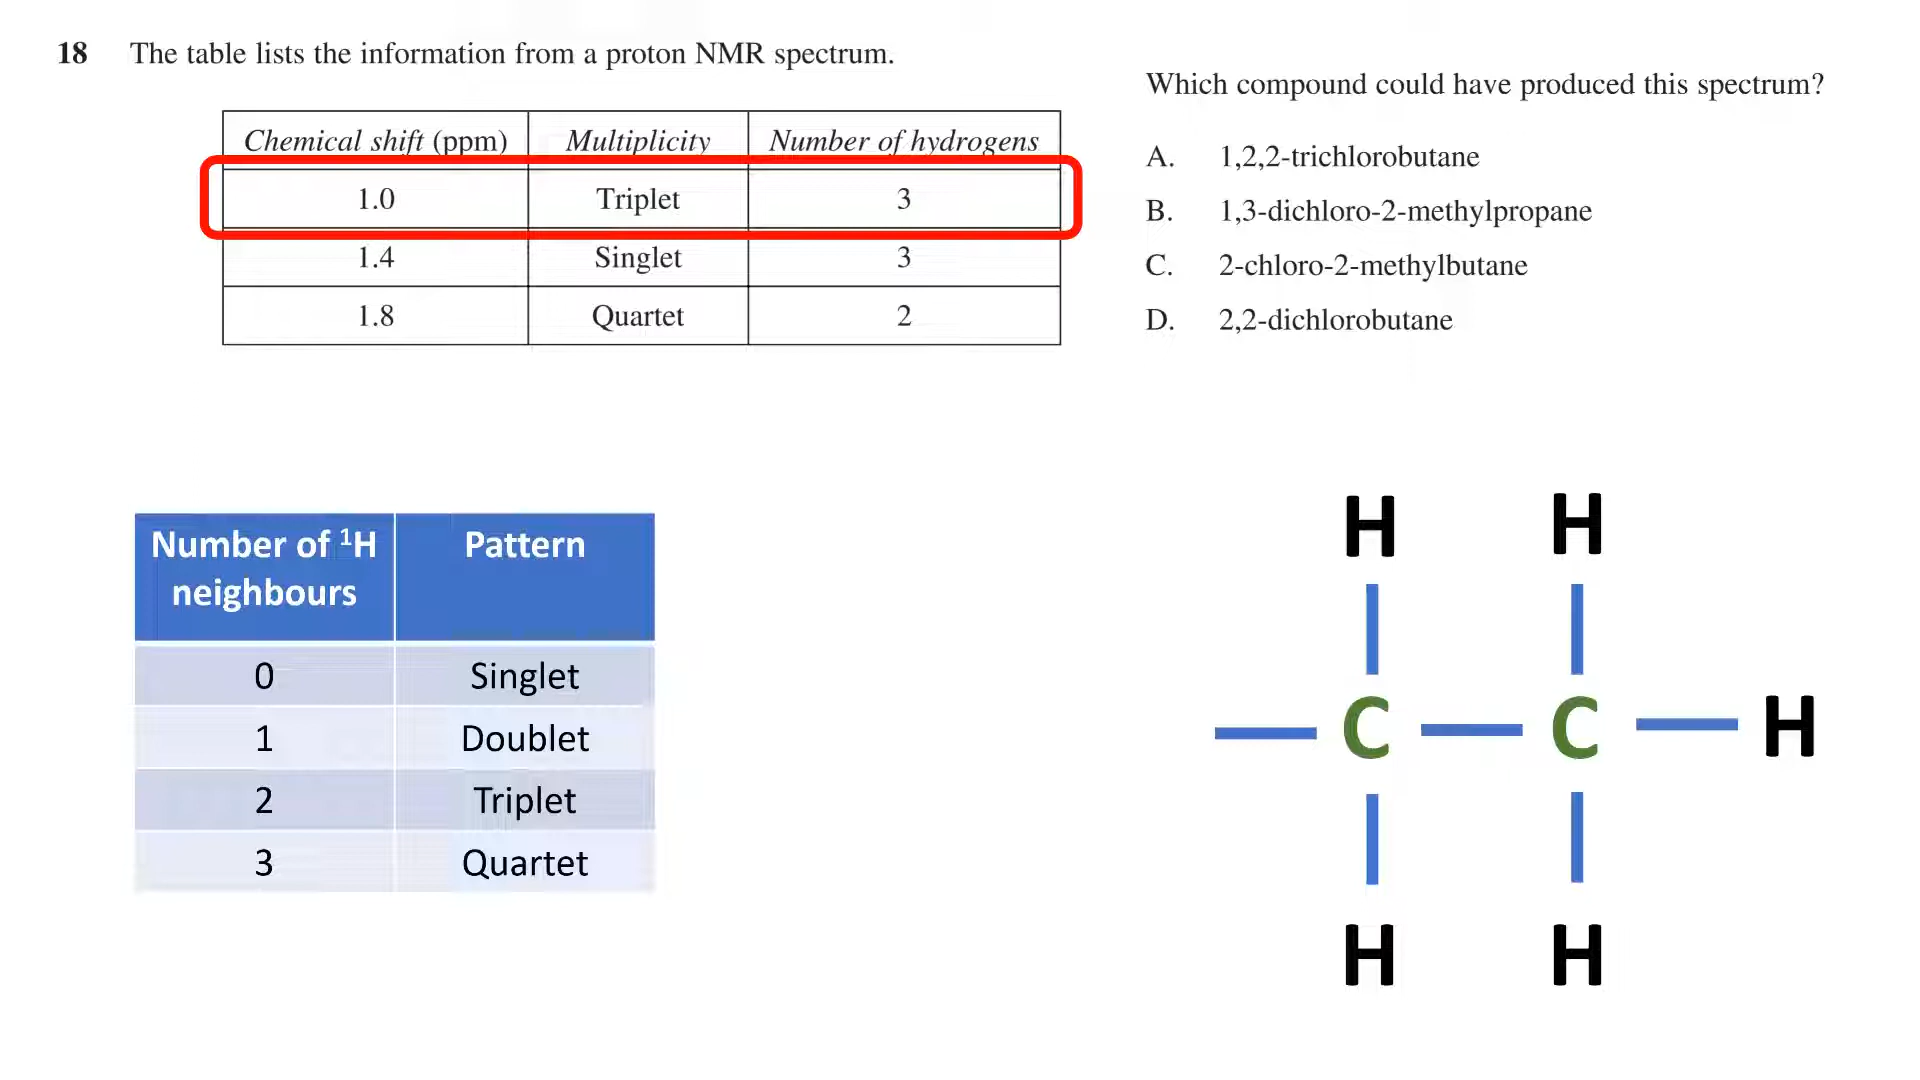 18 The table lists the information from a proton NMR spectrum.
Chemical shift (ppm) Multiplicity Number of hydrogens
1.0 Triplet 3
1.4 Singlet 3
1.8 Quartet 2
Which compound could have produced this spectrum?
A. 1,2,2-trichlorobutane
B. 1,3-dichloro-2-methylpropane
C. 2-chloro-2-methylbutane
D. 2,2-dichlorobutane
Number of ¹H Pattern
neighbours
0 Singlet
1 Doublet
2 Triplet
3 Quartet
H H
C C H
H H